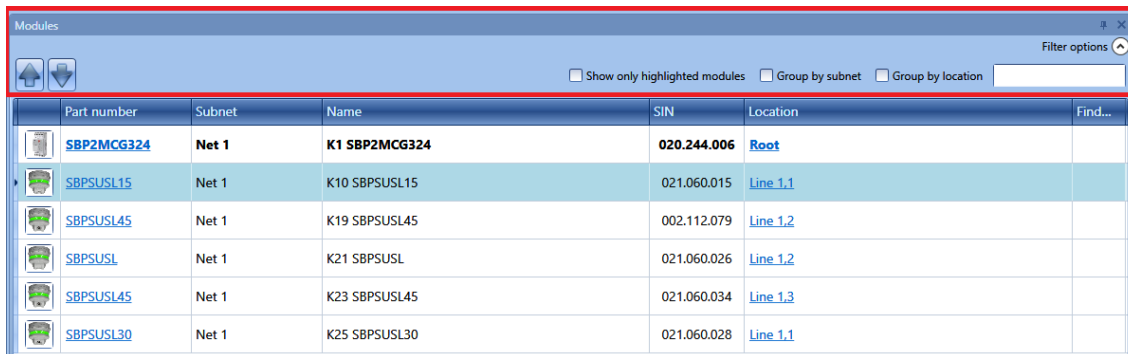 Modules
Filter options
Show only highlighted modules Group by subnet Group by location
Part number Subnet Name SIN Location Find...
SBP2MCG324 Net 1 K1 SBP2MCG324 020.244.006 Root
SBPSUSL15 Net 1 K10 SBPSUSL15 021.060.015 Line 1,1
SBPSUSL45 Net 1 K19 SBPSUSL45 002.112.079 Line 1,2
SBPSUSL Net 1 K21 SBPSUSL 021.060.026 Line 1,2
SBPSUSL45 Net 1 K23 SBPSUSL45 021.060.034 Line 1,3
SBPSUSL30 Net 1 K25 SBPSUSL30 021.060.028 Line 1,1